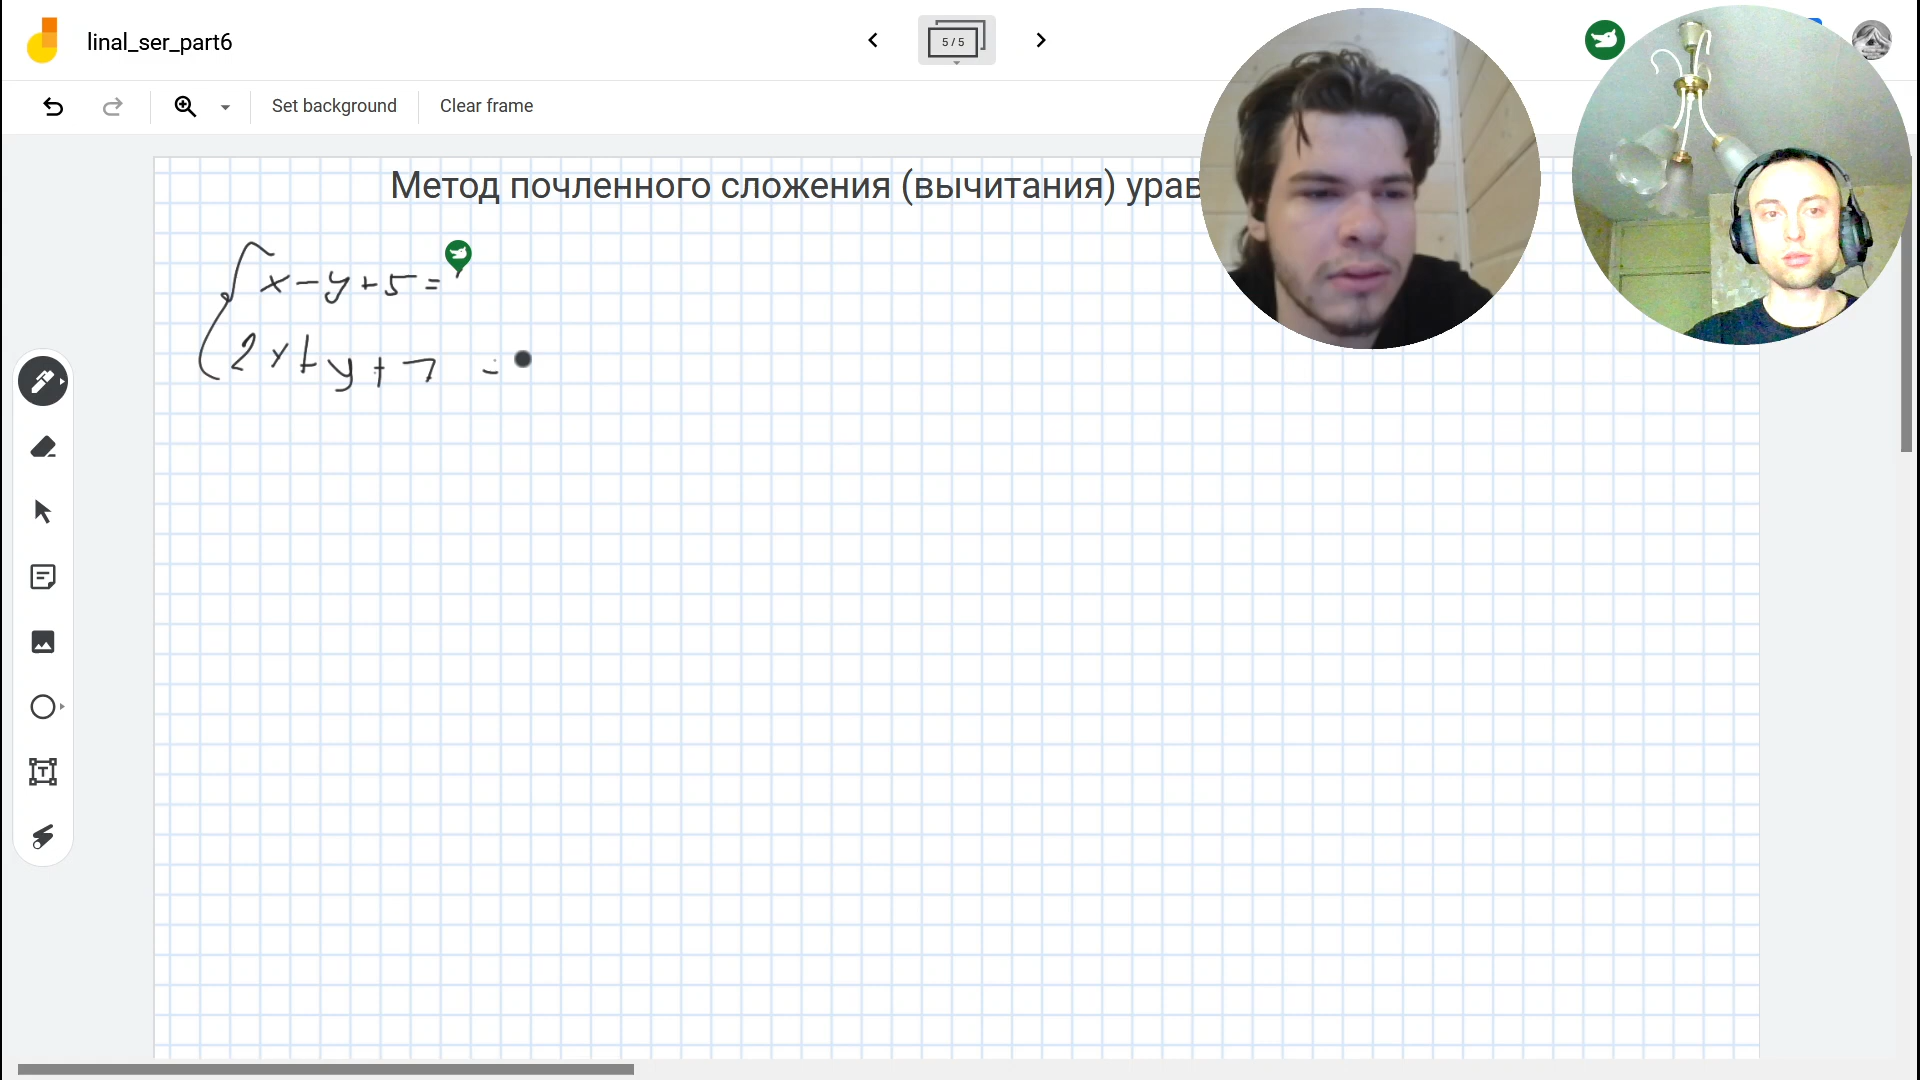 linal_ser_part6
5 / 5
Set background
Clear frame
Метод почленного сложения (вычитания) урав
x-y+5=
2x+y+7 =